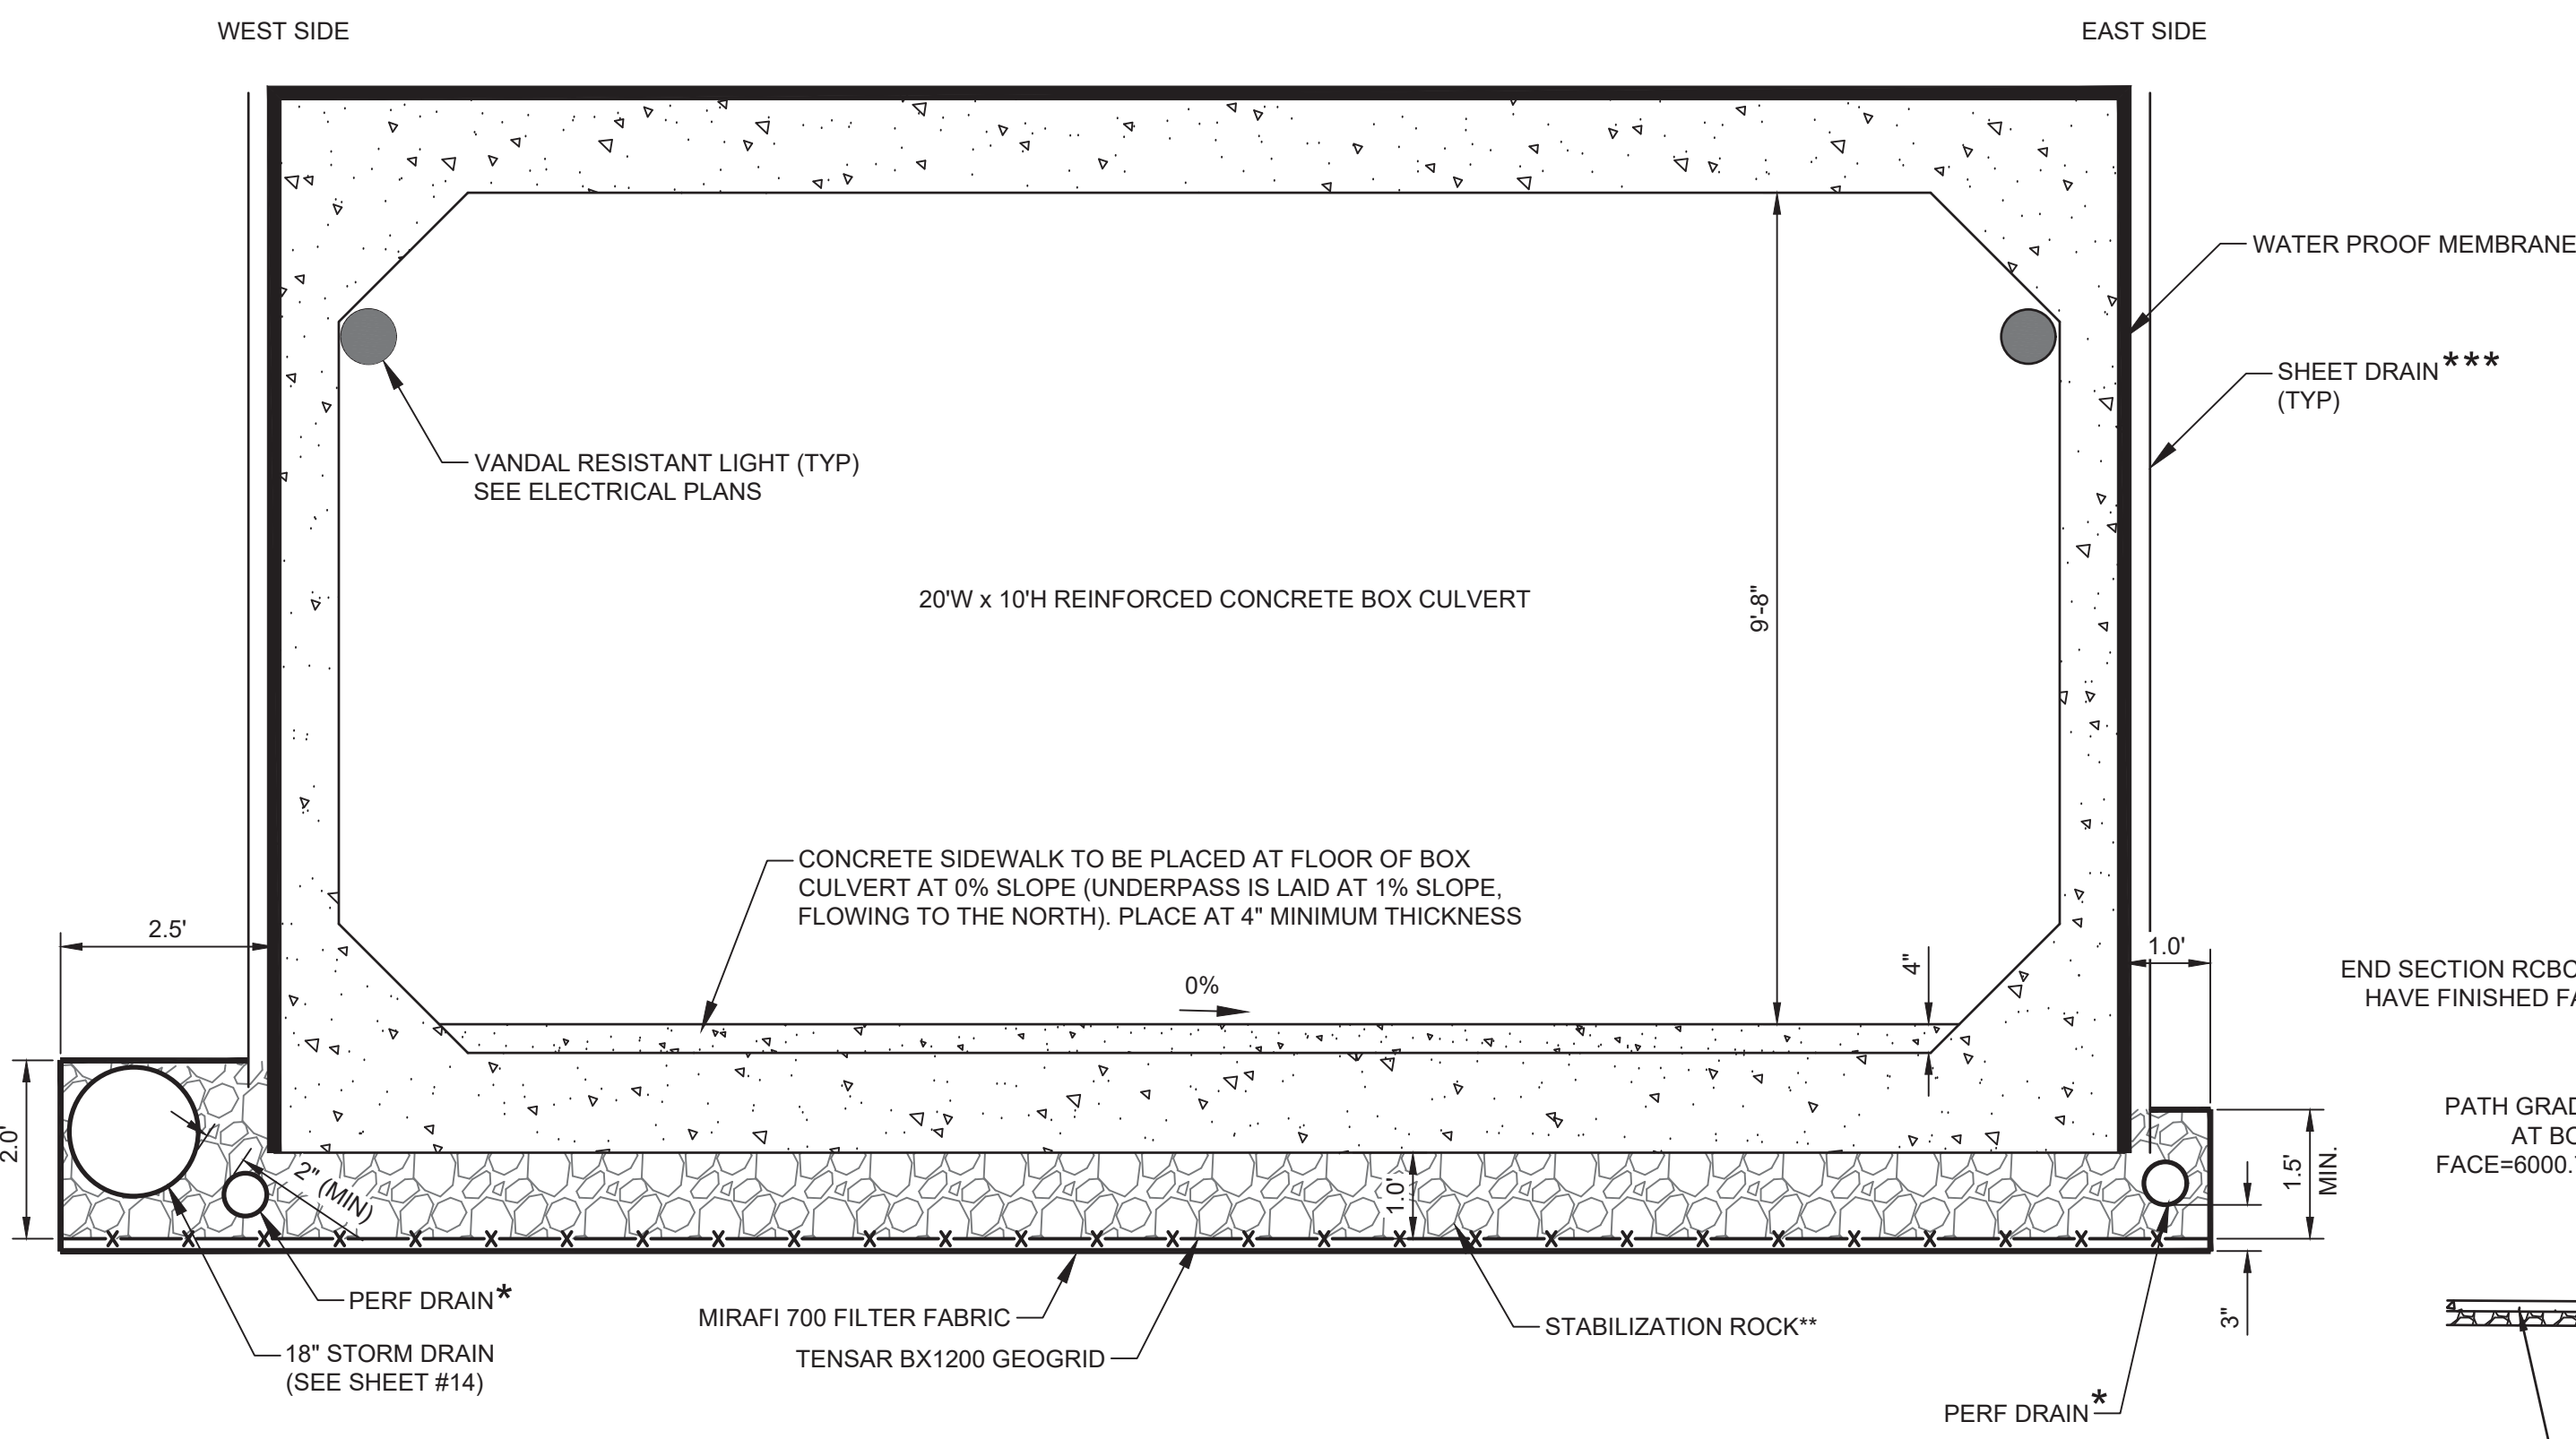 WEST SIDE
EAST SIDE
WATER PROOF MEMBRANE
SHEET DRAIN***
(TYP)
VANDAL RESISTANT LIGHT (TYP)
SEE ELECTRICAL PLANS
20'W x 10'H REINFORCED CONCRETE BOX CULVERT
9'-8"
CONCRETE SIDEWALK TO BE PLACED AT FLOOR OF BOX
CULVERT AT 0% SLOPE (UNDERPASS IS LAID AT 1% SLOPE,
FLOWING TO THE NORTH). PLACE AT 4" MINIMUM THICKNESS
2.5'
1.0'
4"
0%
END SECTION RCBC
HAVE FINISHED FA
PATH GRAD
AT BO
FACE=6000.
2.0'
2" (MIN)
1.0'
1.5'
MIN.
3"
PERF DRAIN*
18" STORM DRAIN
(SEE SHEET #14)
MIRAFI 700 FILTER FABRIC
TENSAR BX1200 GEOGRID
STABILIZATION ROCK**
PERF DRAIN*